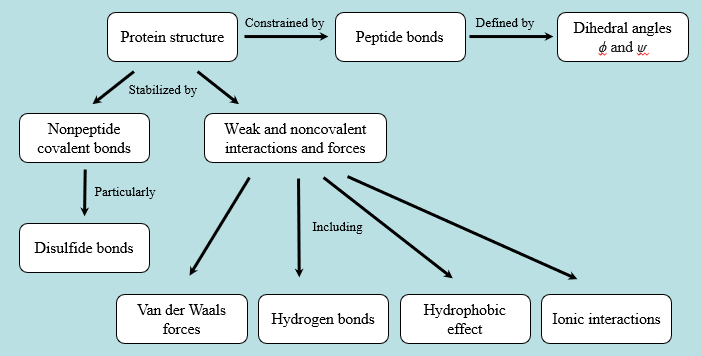 Protein structure
Constrained by
Peptide bonds
Defined by
Dihedral angles
ϕ and ψ
Stabilized by
Nonpeptide
covalent bonds
Weak and noncovalent
interactions and forces
Particularly
Disulfide bonds
Including
Van der Waals
forces
Hydrogen bonds
Hydrophobic
effect
Ionic interactions